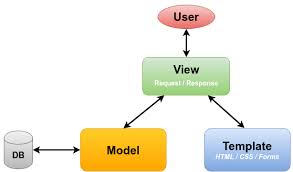 User
View
Request / Response
DB
Model
Template
HTML / CSS / Forms